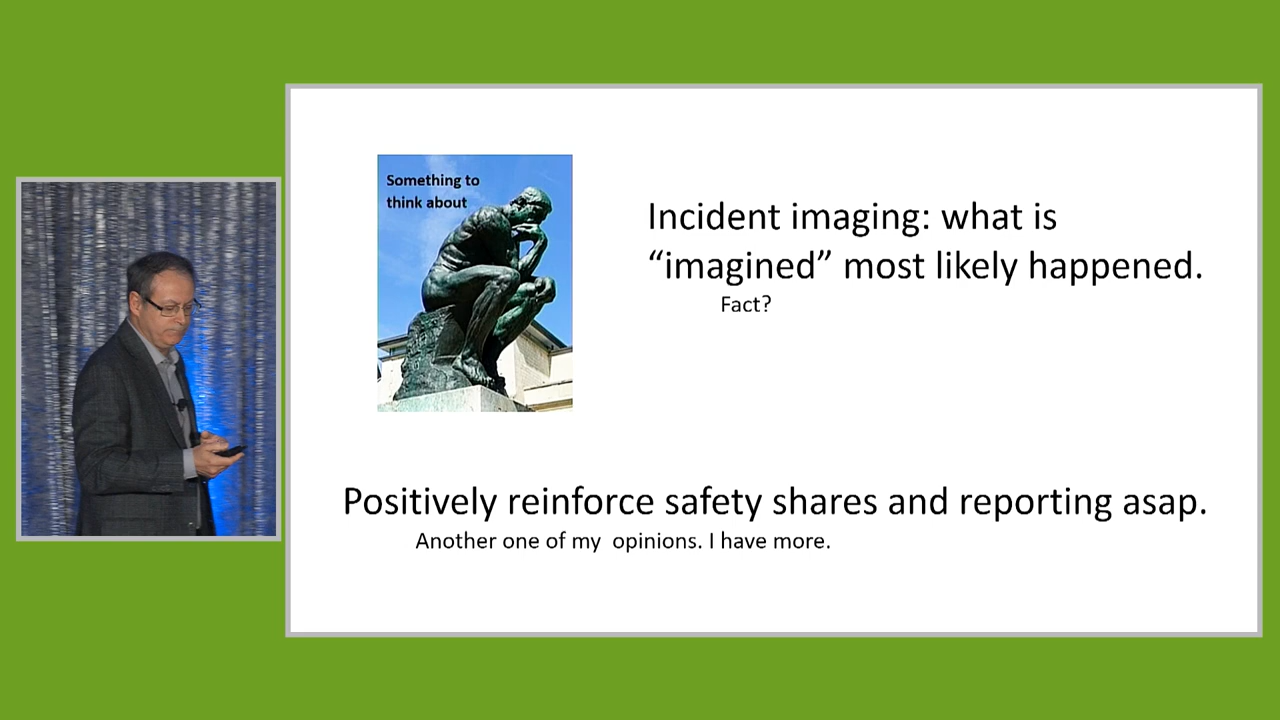 Something to
think about
Incident imaging: what is
“imagined” most likely happened.
Fact?
Positively reinforce safety shares and reporting asap.
Another one of my  opinions. I have more.